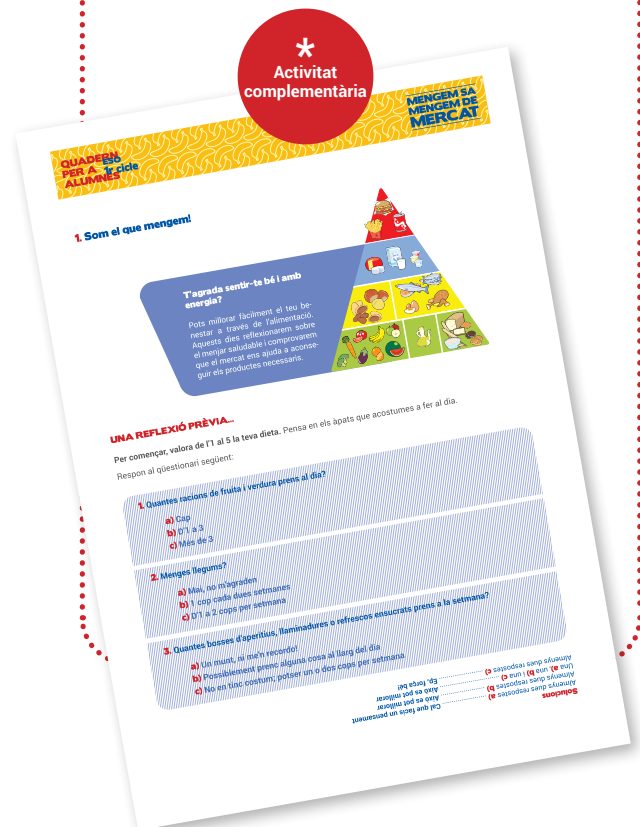 *
Activitat
complementària
QUADERN
PER A
ALUMNES
ESO
1r cicle
MENGEM SA
MENGEM DE
MERCAT
1. Som el que mengem!
T'agrada sentir-te bé i amb
energia?
Pots millorar fàcilment el teu be-
nestar a través de l'alimentació.
Aquests dies reflexionarem sobre
el menjar saludable i comprovarem
que el mercat ens ajuda a aconse-
guir els productes necessaris.
UNA REFLEXIÓ PRÈVIA...
Per començar, valora de l'1 al 5 la teva dieta. Pensa en els àpats que acostumes a fer al dia.
Respon al qüestionari següent:
1. Quantes racions de fruita i verdura prens al dia?
a) Cap
b) D'1 a 3
c) Més de 3
2. Menges llegums?
a) Mai, no m'agraden
b) 1 cop cada dues setmanes
c) D'1 a 2 cops per setmana
3. Quantes bosses d'aperitius, llaminadures o refrescos ensucrats prens a la setmana?
a) Un munt, ni me'n recordo!
b) Possiblement prenc alguna cosa al llarg del dia
c) No en tinc costum; potser un o dos cops per setmana
Solucions
Almenys dues respostes a) ........ Cal que facis un pensament
Almenys dues respostes b) ........ Això es pot millorar
Una a), una b) i una c) ........ Això es pot millorar
Almenys dues respostes c) ........ Ep, força bé!